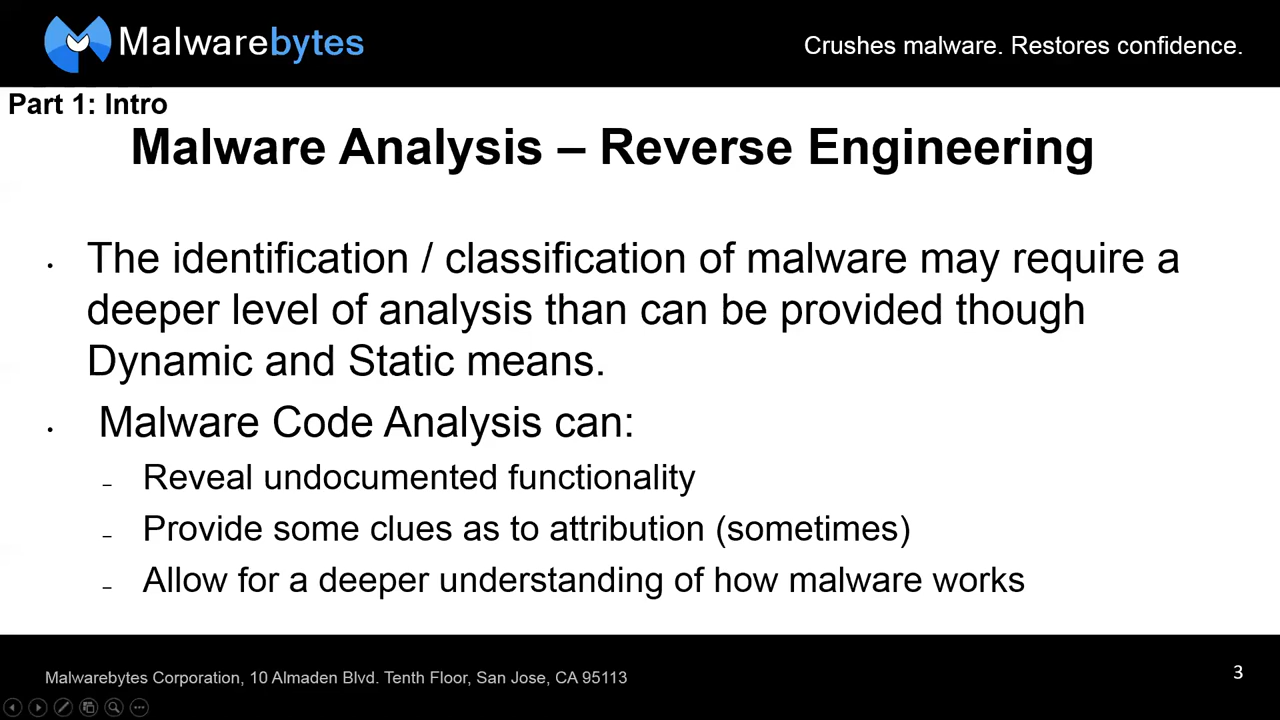 Malwarebytes
Crushes malware. Restores confidence.
Part 1: Intro
Malware Analysis – Reverse Engineering
• The identification / classification of malware may require a
deeper level of analysis than can be provided though
Dynamic and Static means.
• Malware Code Analysis can:
– Reveal undocumented functionality
– Provide some clues as to attribution (sometimes)
– Allow for a deeper understanding of how malware works
Malwarebytes Corporation, 10 Almaden Blvd. Tenth Floor, San Jose, CA 95113
3